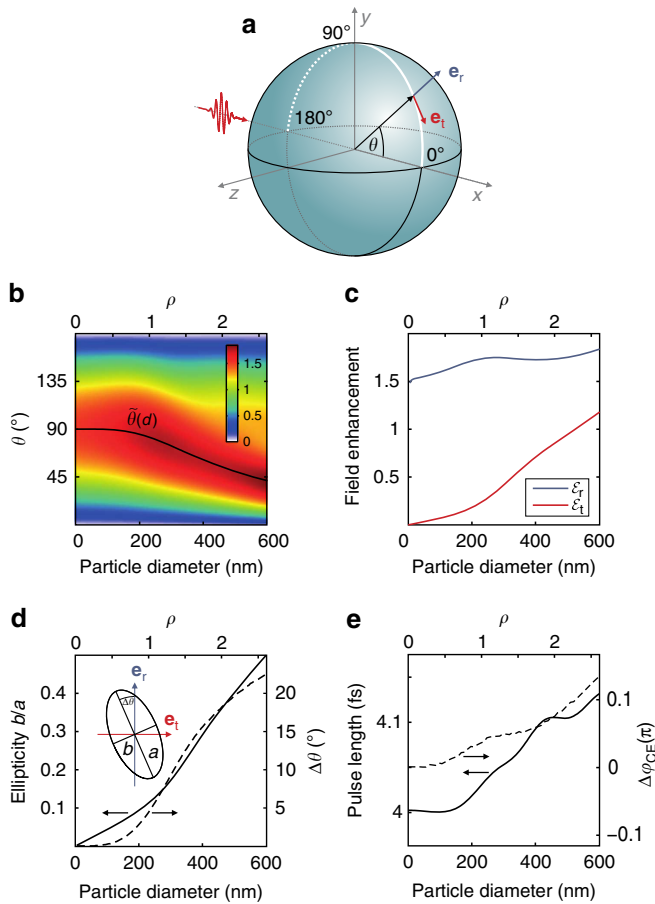 a
y
90°
e_r
e_t
180°
θ
0°
z
x
b
ρ
0 1 2
θ (°)
135
90
45
θ̃(d)
1.5
1
0.5
0
0 200 400 600
Particle diameter (nm)
c
ρ
0 1 2
Field enhancement
1.5
1
0.5
ℰ_r
ℰ_t
0 200 400 600
Particle diameter (nm)
d
ρ
0 1 2
Ellipticity b/a
0.4
0.3
0.2
0.1
e_r
Δθ
e_t
b
a
20
15
10
5
Δθ (°)
0 200 400 600
Particle diameter (nm)
e
ρ
0 1 2
Pulse length (fs)
4.1
4
0.1
0
−0.1
Δφ_CE(π)
0 200 400 600
Particle diameter (nm)